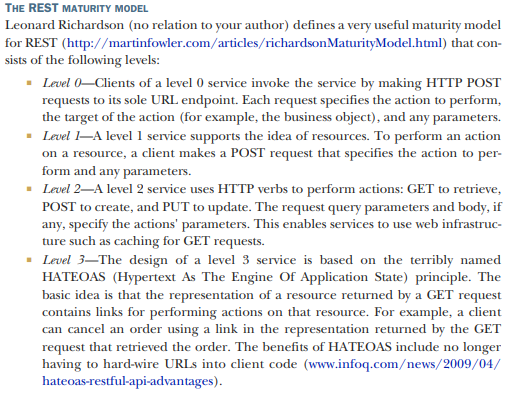 THE REST MATURITY MODEL
Leonard Richardson (no relation to your author) defines a very useful maturity model
for REST (http://martinfowler.com/articles/richardsonMaturityModel.html) that con-
sists of the following levels:
■ Level 0—Clients of a level 0 service invoke the service by making HTTP POST
requests to its sole URL endpoint. Each request specifies the action to perform,
the target of the action (for example, the business object), and any parameters.
■ Level 1—A level 1 service supports the idea of resources. To perform an action
on a resource, a client makes a POST request that specifies the action to per-
form and any parameters.
■ Level 2—A level 2 service uses HTTP verbs to perform actions: GET to retrieve,
POST to create, and PUT to update. The request query parameters and body, if
any, specify the actions' parameters. This enables services to use web infrastruc-
ture such as caching for GET requests.
■ Level 3—The design of a level 3 service is based on the terribly named
HATEOAS (Hypertext As The Engine Of Application State) principle. The
basic idea is that the representation of a resource returned by a GET request
contains links for performing actions on that resource. For example, a client
can cancel an order using a link in the representation returned by the GET
request that retrieved the order. The benefits of HATEOAS include no longer
having to hard-wire URLs into client code (www.infoq.com/news/2009/04/
hateoas-restful-api-advantages).